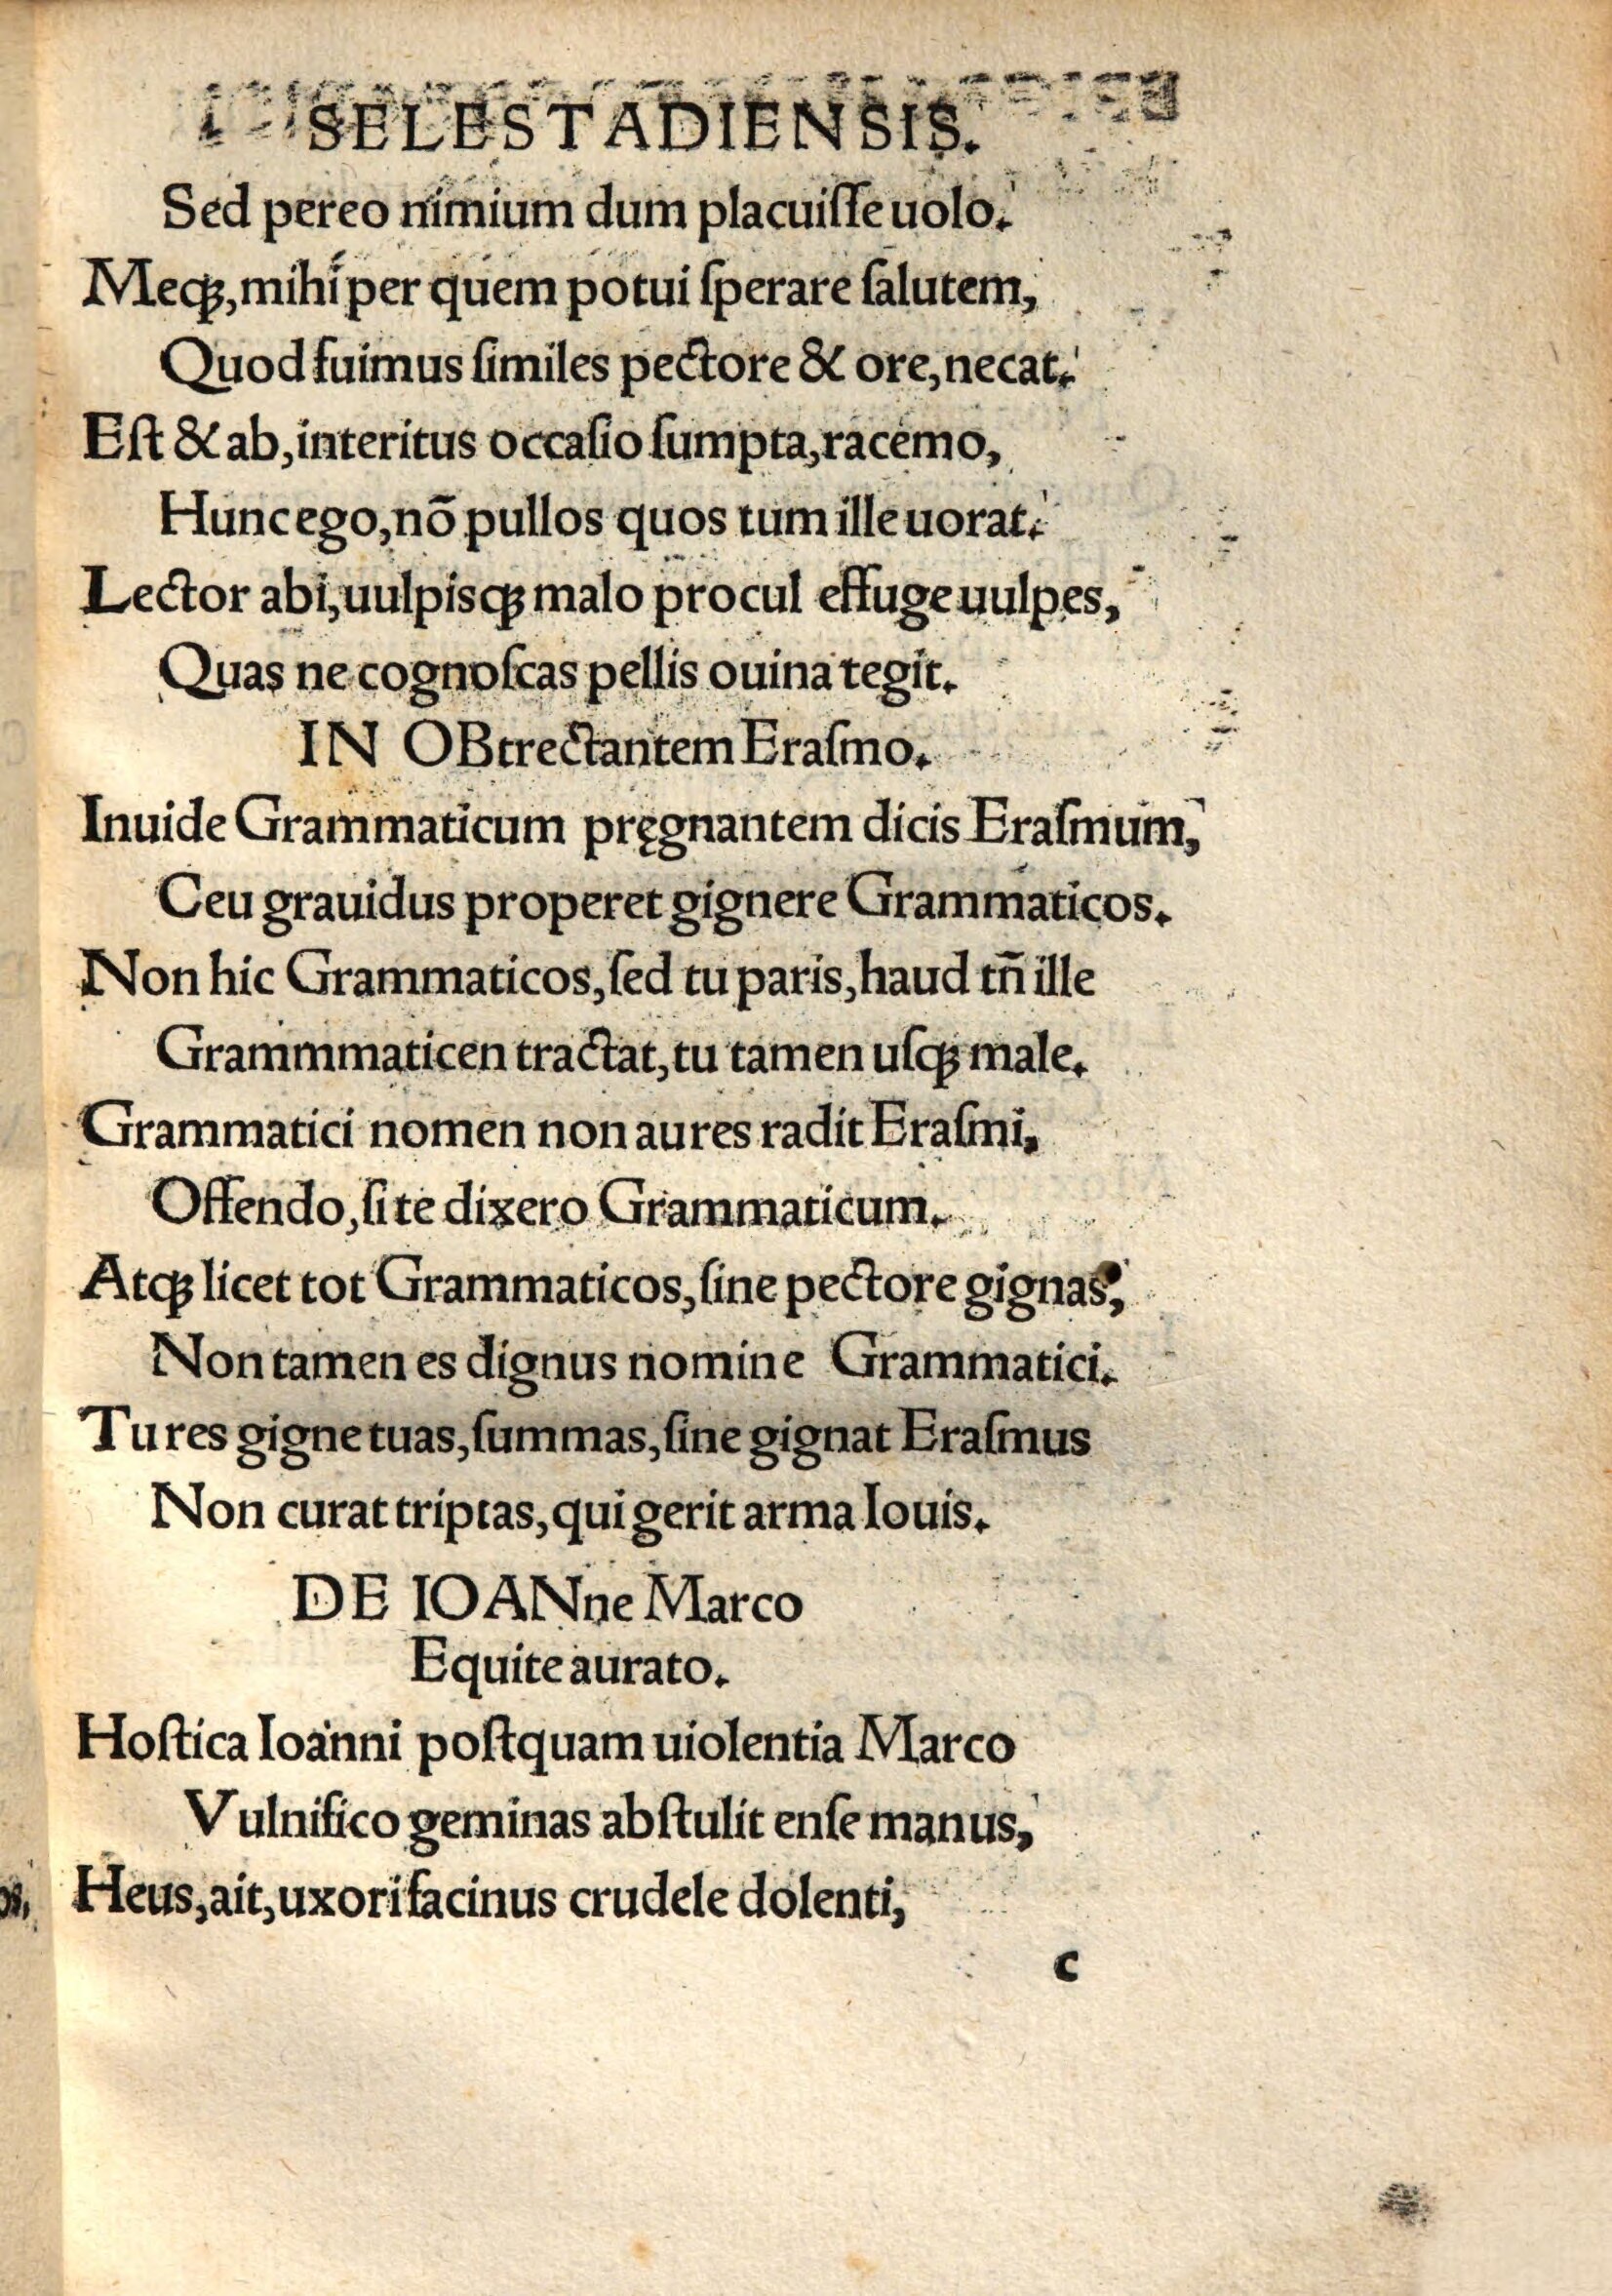 SELESTADIENSIS.
Sed pereo nimium dum placuiſſe uolo.
Meqꝫ, mihi per quem potui ſperare ſalutem,
Quod fuimus ſimiles pectore & ore, necat.
Eſt & ab, interitus occaſio ſumpta, racemo,
Hunc ego, nō pullos quos tum ille uorat.
Lector abi, uulpisqꝫ malo procul effuge uulpes,
Quas ne cognoſcas pellis ouina tegit.
IN OBtrectantem Eraſmo.
Inuide Grammaticum pręgnantem dicis Eraſmum,
Ceu grauidus properet gignere Grammaticos.
Non hic Grammaticos, ſed tu paris, haud tñ ille
Grammmaticen tractat, tu tamen uſqꝫ male.
Grammatici nomen non aures radit Eraſmi,
Offendo, ſi te dixero Grammaticum.
Atqꝫ licet tot Grammaticos, ſine pectore gignas,
Non tamen es dignus nomine Grammatici.
Tu res gigne tuas, ſummas, ſine gignat Eraſmus
Non curat triptas, qui gerit arma Iouis.
DE IOANne Marco
Equite aurato.
Hoſtica Ioanni poſtquam uiolentia Marco
Vulnifico geminas abſtulit enſe manus,
Heus, ait, uxori facinus crudele dolenti,
c